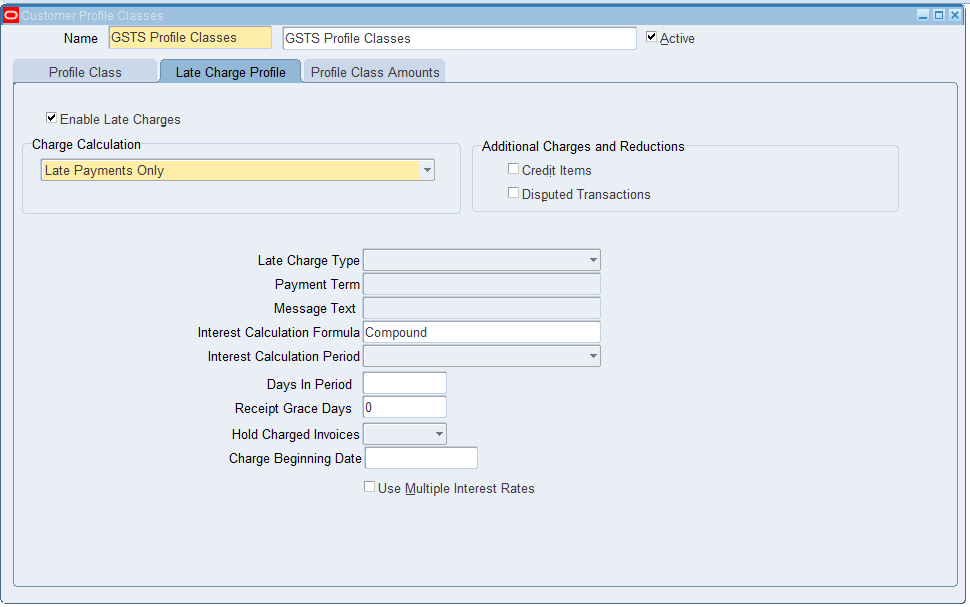 Customer Profile Classes
Name GSTS Profile Classes GSTS Profile Classes Active
Profile Class Late Charge Profile Profile Class Amounts
Enable Late Charges
Charge Calculation
Late Payments Only
Additional Charges and Reductions
Credit Items
Disputed Transactions
Late Charge Type
Payment Term
Message Text
Interest Calculation Formula Compound
Interest Calculation Period
Days In Period
Receipt Grace Days 0
Hold Charged Invoices
Charge Beginning Date
Use Multiple Interest Rates